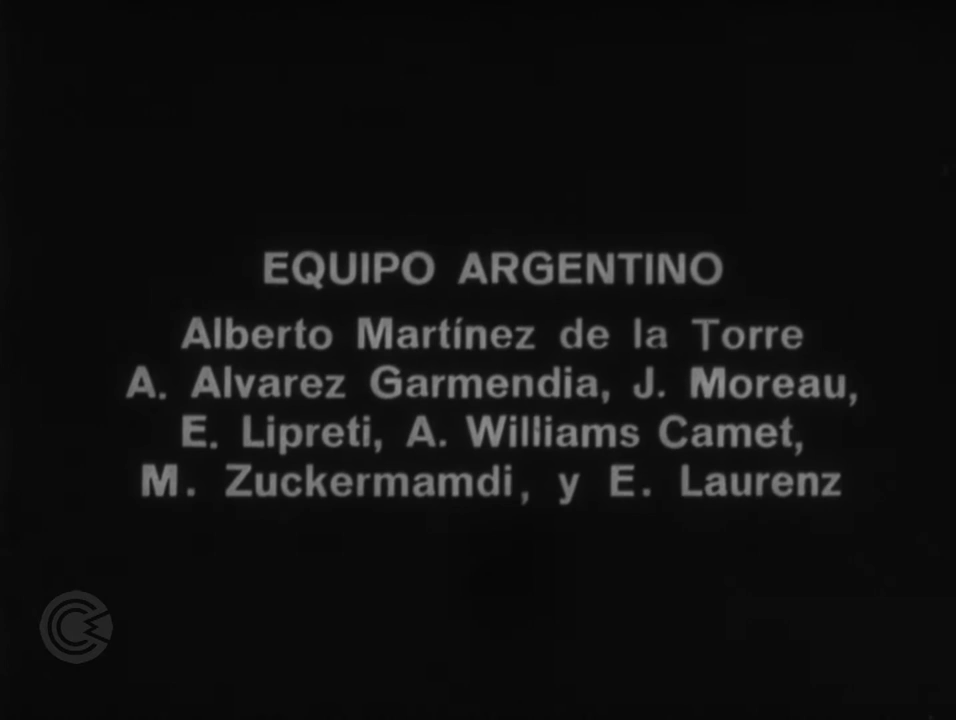 EQUIPO ARGENTINO
Alberto Martínez de la Torre
A. Alvarez Garmendia, J. Moreau,
E. Lipreti, A. Williams Camet,
M. Zuckermamdi, y E. Laurenz